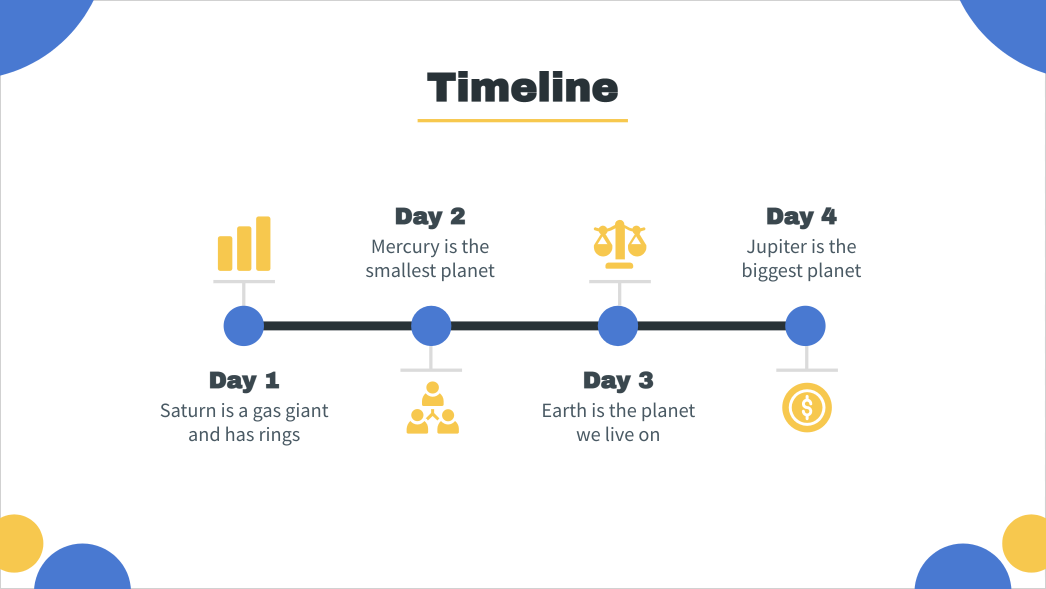 Timeline
Day 1
Saturn is a gas giant
and has rings
Day 2
Mercury is the
smallest planet
Day 3
Earth is the planet
we live on
Day 4
Jupiter is the
biggest planet
$